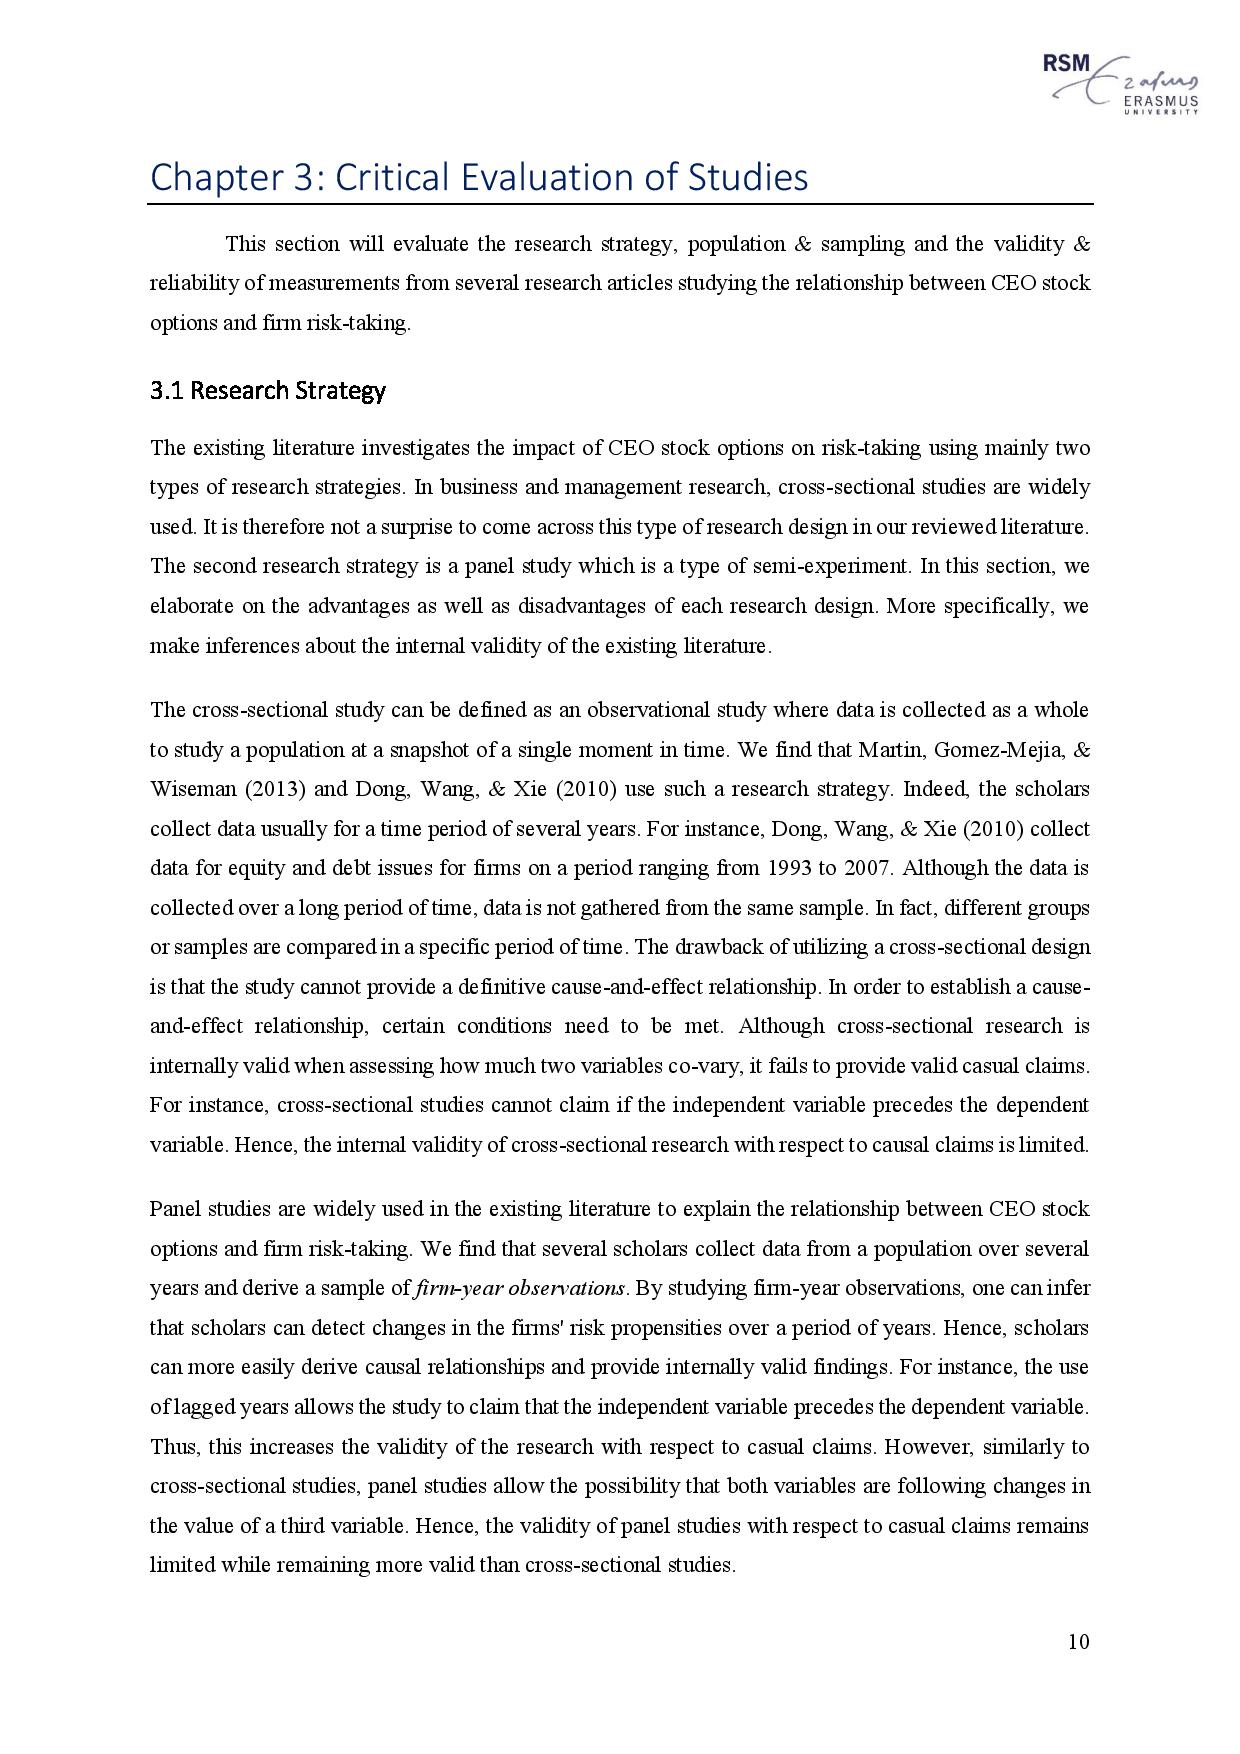 RSM
Erasmus
ERASMUS
UNIVERSITY
Chapter 3: Critical Evaluation of Studies
This section will evaluate the research strategy, population & sampling and the validity &
reliability of measurements from several research articles studying the relationship between CEO stock
options and firm risk-taking.
3.1 Research Strategy
The existing literature investigates the impact of CEO stock options on risk-taking using mainly two
types of research strategies. In business and management research, cross-sectional studies are widely
used. It is therefore not a surprise to come across this type of research design in our reviewed literature.
The second research strategy is a panel study which is a type of semi-experiment. In this section, we
elaborate on the advantages as well as disadvantages of each research design. More specifically, we
make inferences about the internal validity of the existing literature.
The cross-sectional study can be defined as an observational study where data is collected as a whole
to study a population at a snapshot of a single moment in time. We find that Martin, Gomez-Mejia, &
Wiseman (2013) and Dong, Wang, & Xie (2010) use such a research strategy. Indeed, the scholars
collect data usually for a time period of several years. For instance, Dong, Wang, & Xie (2010) collect
data for equity and debt issues for firms on a period ranging from 1993 to 2007. Although the data is
collected over a long period of time, data is not gathered from the same sample. In fact, different groups
or samples are compared in a specific period of time. The drawback of utilizing a cross-sectional design
is that the study cannot provide a definitive cause-and-effect relationship. In order to establish a cause-
and-effect relationship, certain conditions need to be met. Although cross-sectional research is
internally valid when assessing how much two variables co-vary, it fails to provide valid casual claims.
For instance, cross-sectional studies cannot claim if the independent variable precedes the dependent
variable. Hence, the internal validity of cross-sectional research with respect to causal claims is limited.
Panel studies are widely used in the existing literature to explain the relationship between CEO stock
options and firm risk-taking. We find that several scholars collect data from a population over several
years and derive a sample of firm-year observations. By studying firm-year observations, one can infer
that scholars can detect changes in the firms' risk propensities over a period of years. Hence, scholars
can more easily derive causal relationships and provide internally valid findings. For instance, the use
of lagged years allows the study to claim that the independent variable precedes the dependent variable.
Thus, this increases the validity of the research with respect to casual claims. However, similarly to
cross-sectional studies, panel studies allow the possibility that both variables are following changes in
the value of a third variable. Hence, the validity of panel studies with respect to casual claims remains
limited while remaining more valid than cross-sectional studies.
10